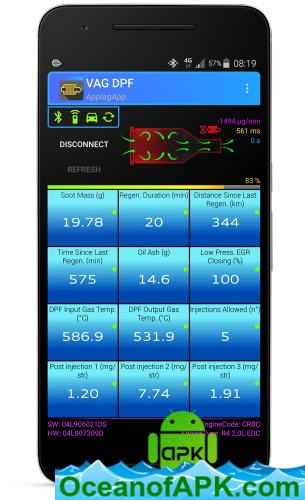 4G 57% 08:19
VAG DPF
ApplagApp
-1494 µg/min
561 ms
0 s
DISCONNECT
REFRESH
83 %
Soot Mass (g)
19.78
Regen. Duration (min)
20
Distance Since Last Regen. (km)
344
Time Since Last Regen. (min)
575
Oil Ash (g)
14.6
Low Press. EGR Closing (%)
100
DPF Input Gas Temp. (°C)
586.9
DPF Output Gas Temp. (°C)
531.9
Injections Allowed (n°)
5
Post injection 1 (mg/str)
1.20
Post injection 2 (mg/str)
7.74
Post injection 3 (mg/str)
1.91
SW: 04L906021DS
EngineCode: CRBC
HW: 04L907309D
EngineType: R4 2,0L EDC
apk
OceanofAPK.com